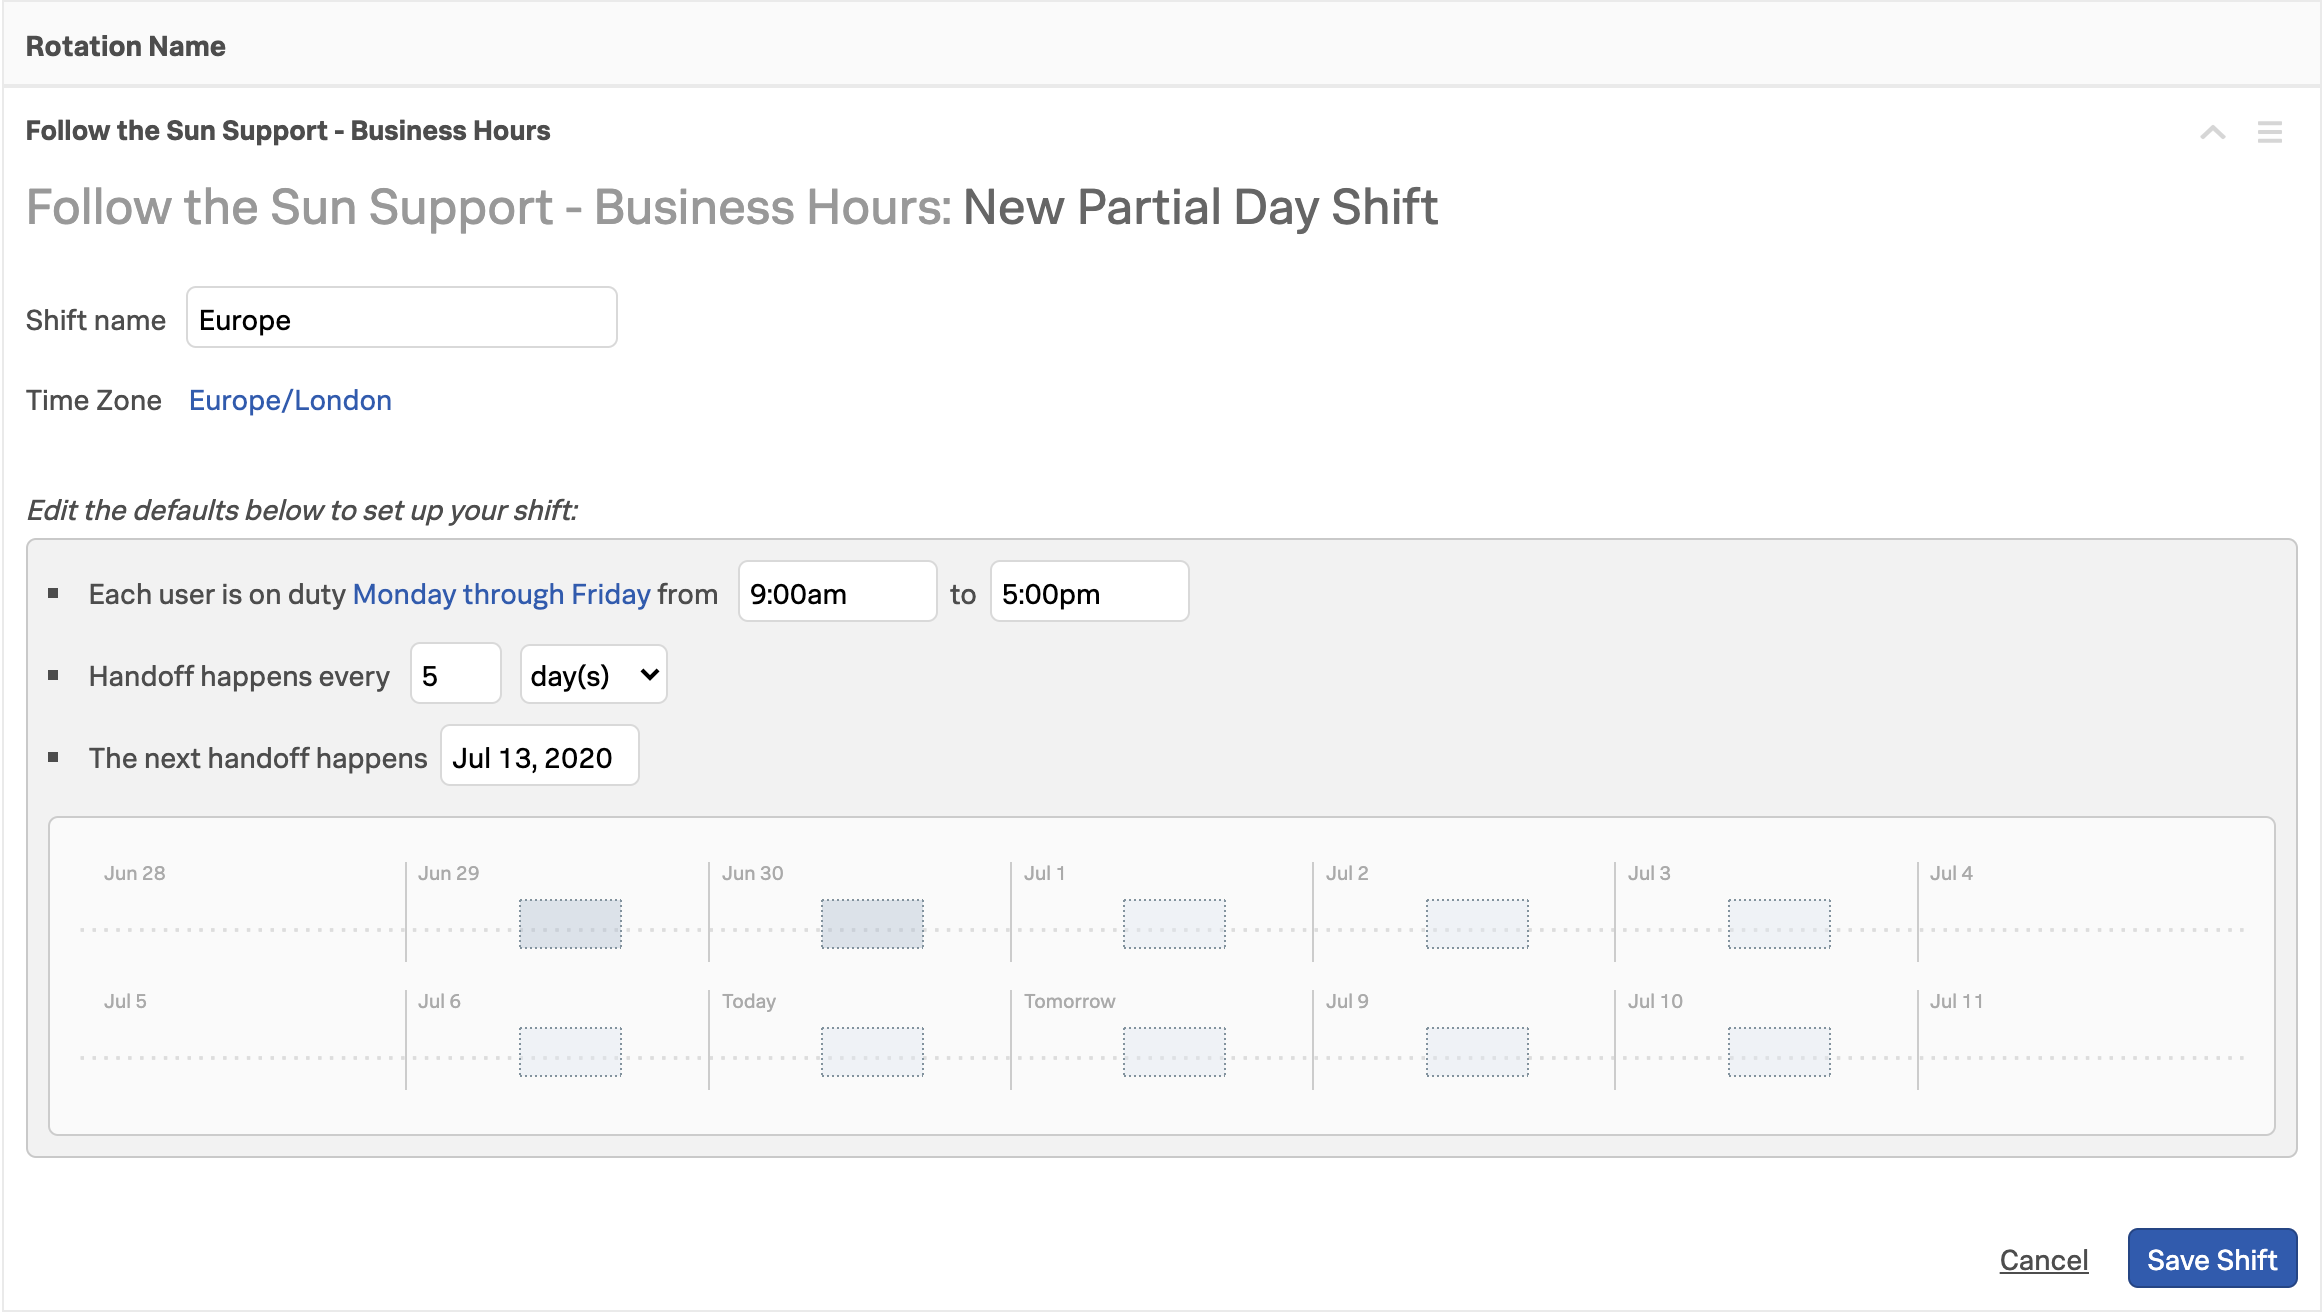 Rotation Name
Follow the Sun Support - Business Hours
Follow the Sun Support - Business Hours: New Partial Day Shift
Shift name Europe
Time Zone Europe/London
Edit the defaults below to set up your shift:
Each user is on duty Monday through Friday from 9:00am to 5:00pm
Handoff happens every 5 day(s)
The next handoff happens Jul 13, 2020
Jun 28 Jun 29 Jun 30 Jul 1 Jul 2 Jul 3 Jul 4
Jul 5 Jul 6 Today Tomorrow Jul 9 Jul 10 Jul 11
Cancel Save Shift